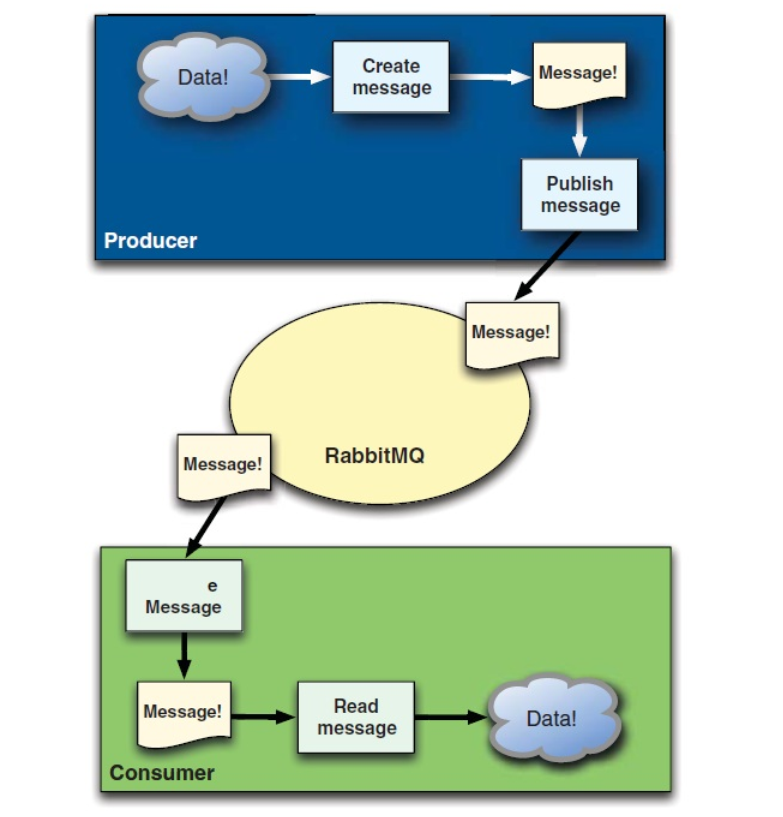 Data!
Create
message
Message!
Publish
message
Producer
Message!
RabbitMQ
Message!
e
Message
Message!
Read
message
Data!
Consumer